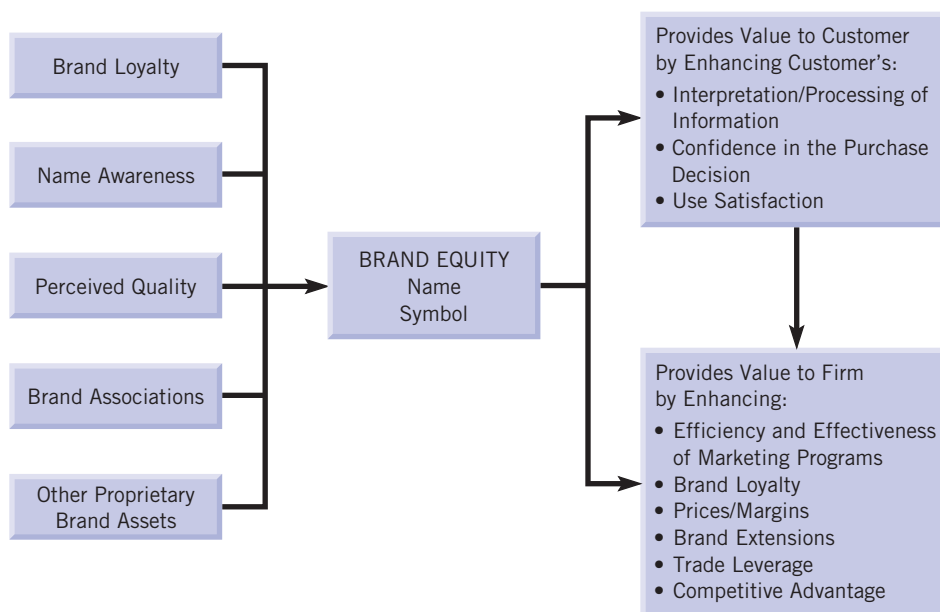 Brand Loyalty
Name Awareness
Perceived Quality
Brand Associations
Other Proprietary
Brand Assets
BRAND EQUITY
Name
Symbol
Provides Value to Customer
by Enhancing Customer's:
• Interpretation/Processing of
Information
• Confidence in the Purchase
Decision
• Use Satisfaction
Provides Value to Firm
by Enhancing:
• Efficiency and Effectiveness
of Marketing Programs
• Brand Loyalty
• Prices/Margins
• Brand Extensions
• Trade Leverage
• Competitive Advantage